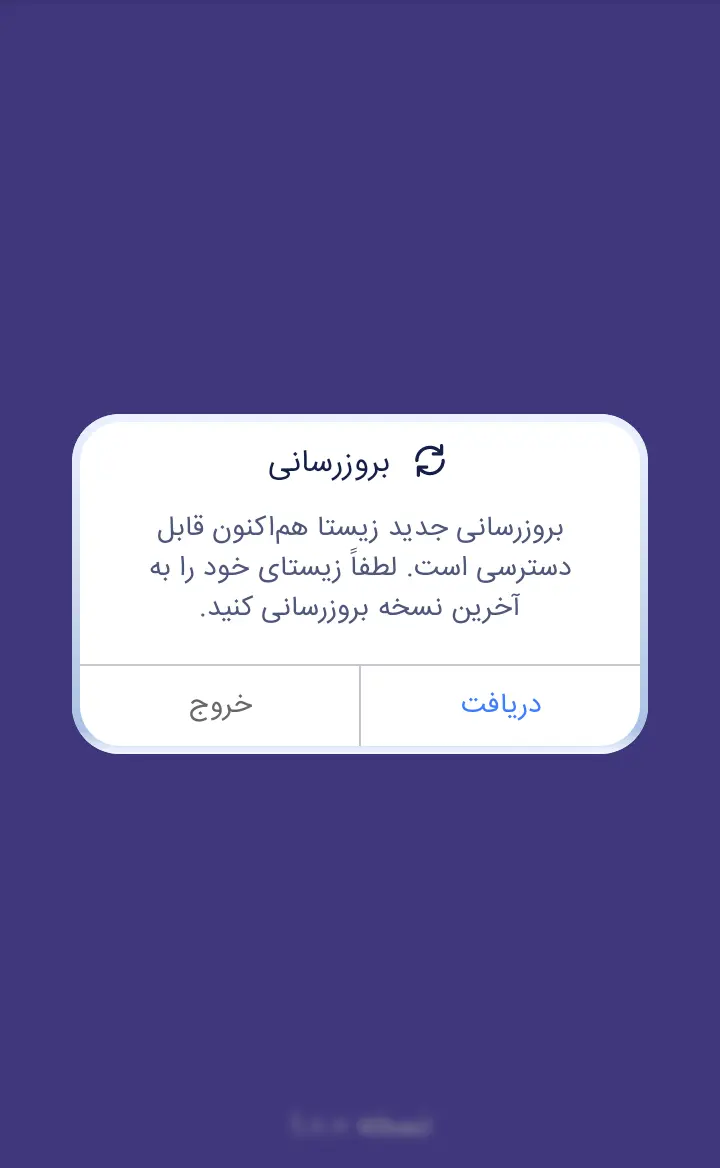 بروزرسانی
بروزرسانی جدید زیستا هم‌اکنون قابل
دسترسی است. لطفاً زیستای خود را به
آخرین نسخه بروزرسانی کنید.
دریافت
خروج
نسخه